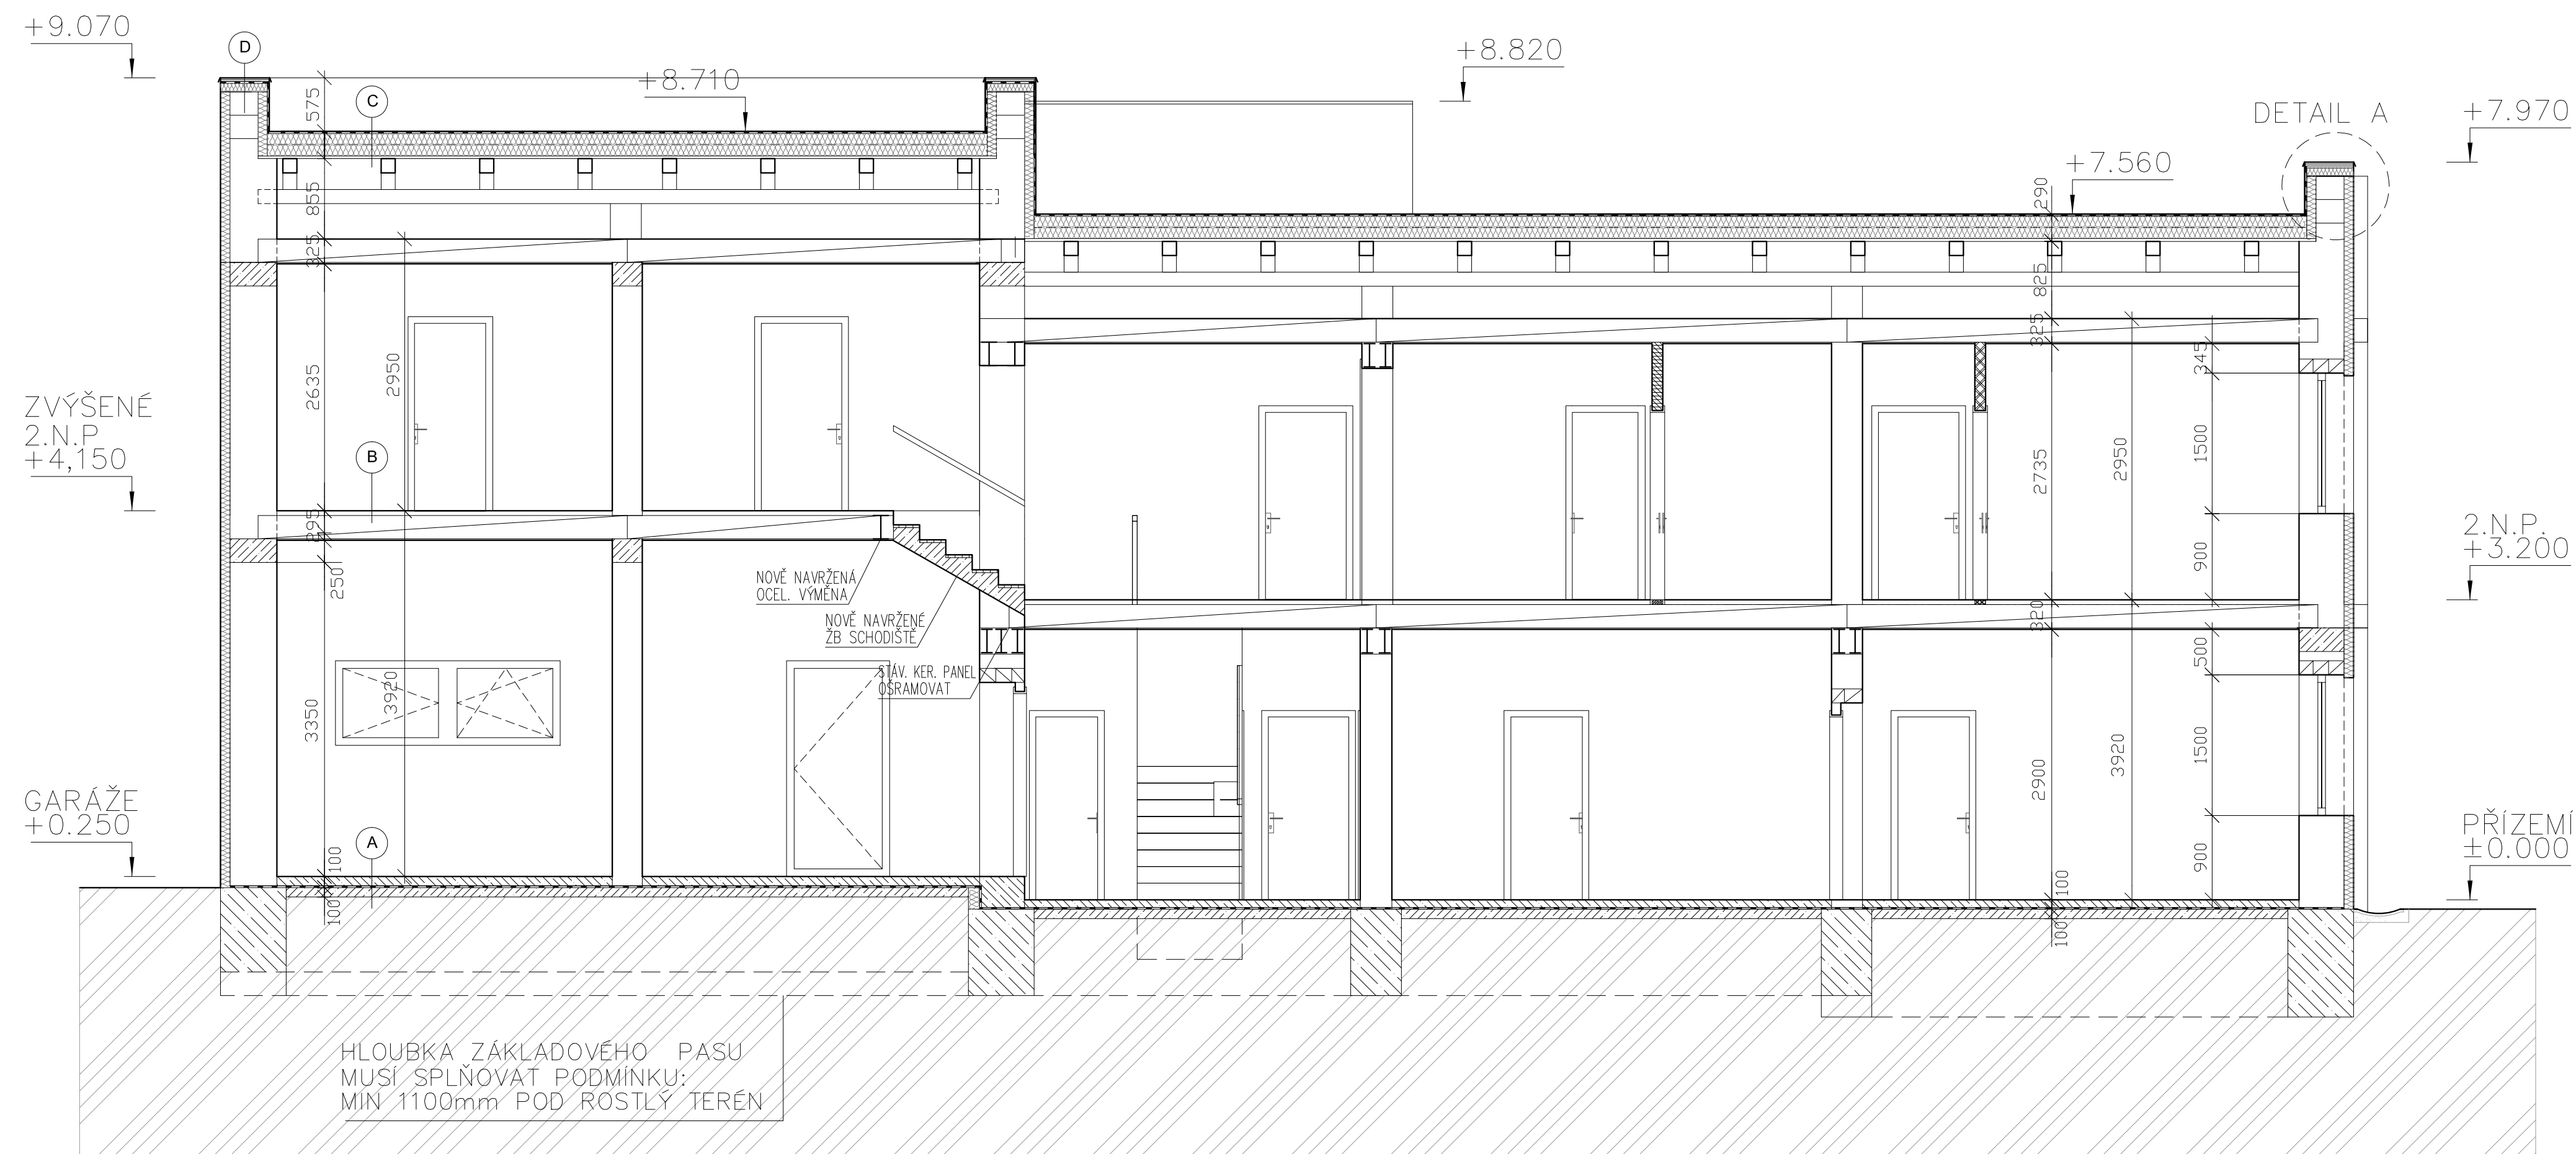 +9.070
D
C
575
+8.710
+8.820
DETAIL A
+7.970
+7.560
290
855
325
825
325
345
2635
2950
ZVÝŠENÉ
2.N.P
+4,150
B
295
250
2735
2950
1500
900
2.N.P.
+3.200
NOVĚ NAVRŽENÁ
OCEL. VÝMĚNA
NOVĚ NAVRŽENÉ
ŽB SCHODIŠTĚ
STÁV. KER. PANEL
OŠRAMOVAT
320
500
3350
3920
2900
3920
1500
900
GARÁŽE
+0.250
A
100
100
PŘÍZEMÍ
±0.000
100
100
HLOUBKA ZÁKLADOVÉHO PASU
MUSÍ SPLŇOVAT PODMÍNKU:
MIN 1100mm POD ROSTLÝ TERÉN